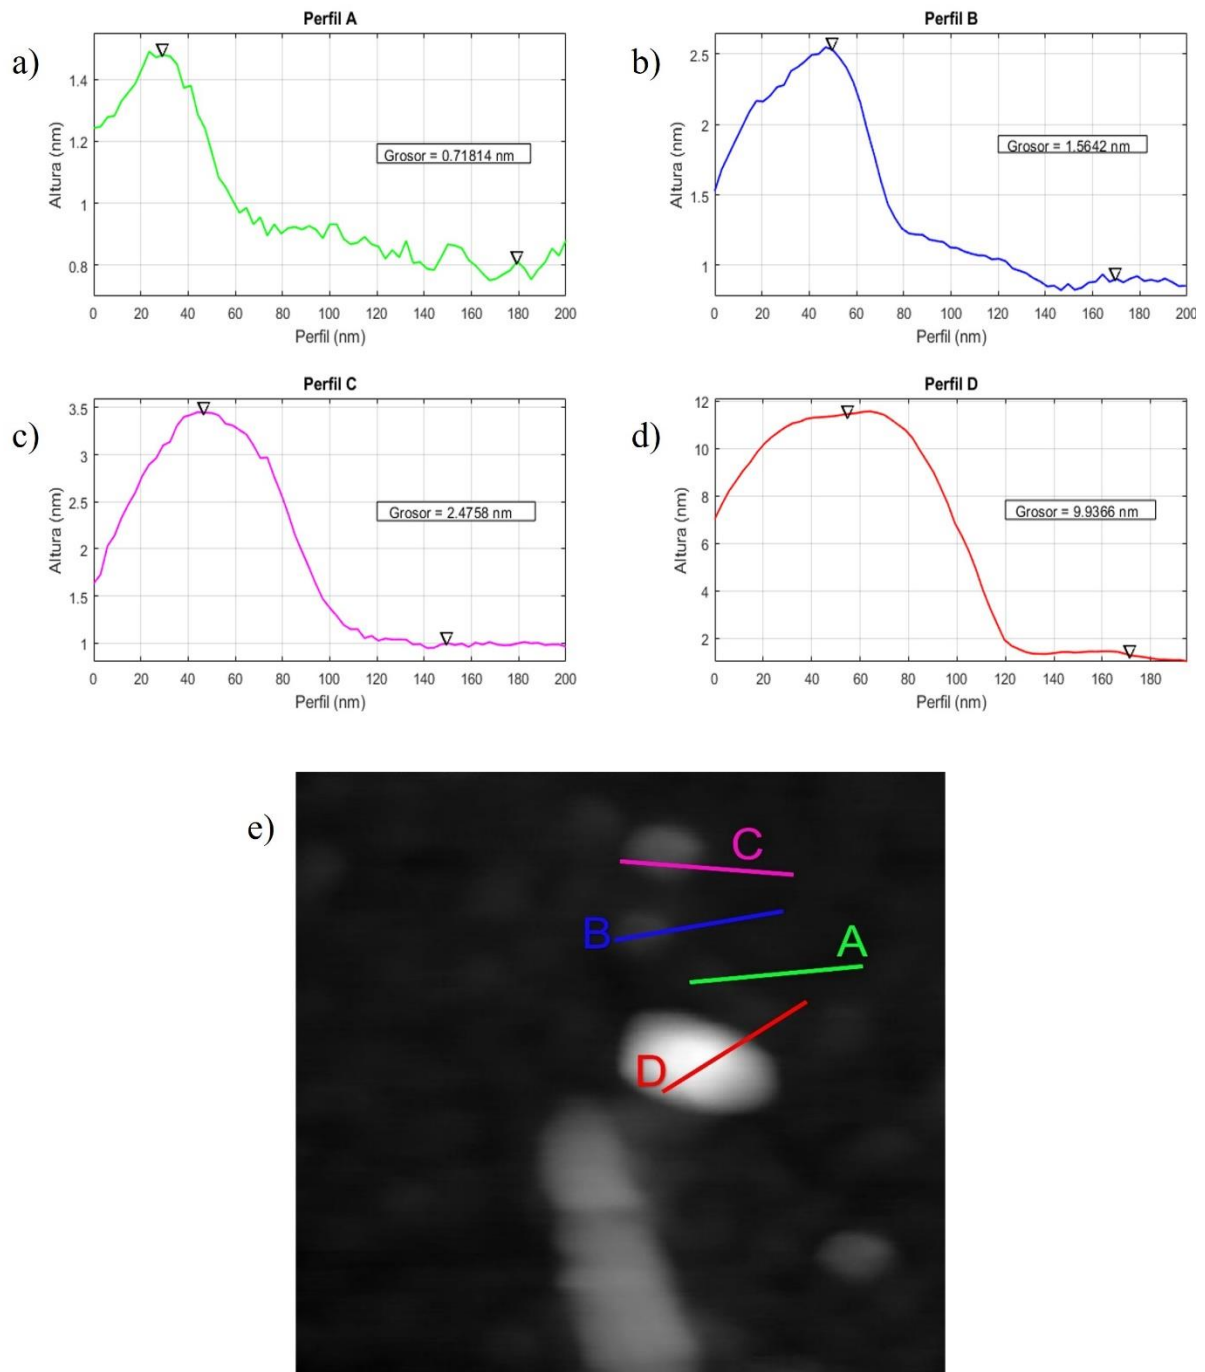 a)
Perfil A
Altura (nm)
1.4
1.2
1
0.8
Grosor = 0.71814 nm
0 20 40 60 80 100 120 140 160 180 200
Perfil (nm)
b)
Perfil B
Altura (nm)
2.5
2
1.5
1
Grosor = 1.5642 nm
0 20 40 60 80 100 120 140 160 180 200
Perfil (nm)
c)
Perfil C
Altura (nm)
3.5
3
2.5
2
1.5
1
Grosor = 2.4758 nm
0 20 40 60 80 100 120 140 160 180 200
Perfil (nm)
d)
Perfil D
Altura (nm)
12
10
8
6
4
2
Grosor = 9.9366 nm
0 20 40 60 80 100 120 140 160 180
Perfil (nm)
e)
C
B
A
D